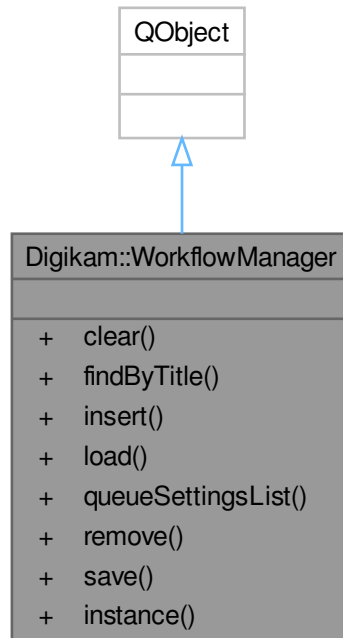 QObject
Digikam::WorkflowManager
+ clear()
+ findByTitle()
+ insert()
+ load()
+ queueSettingsList()
+ remove()
+ save()
+ instance()